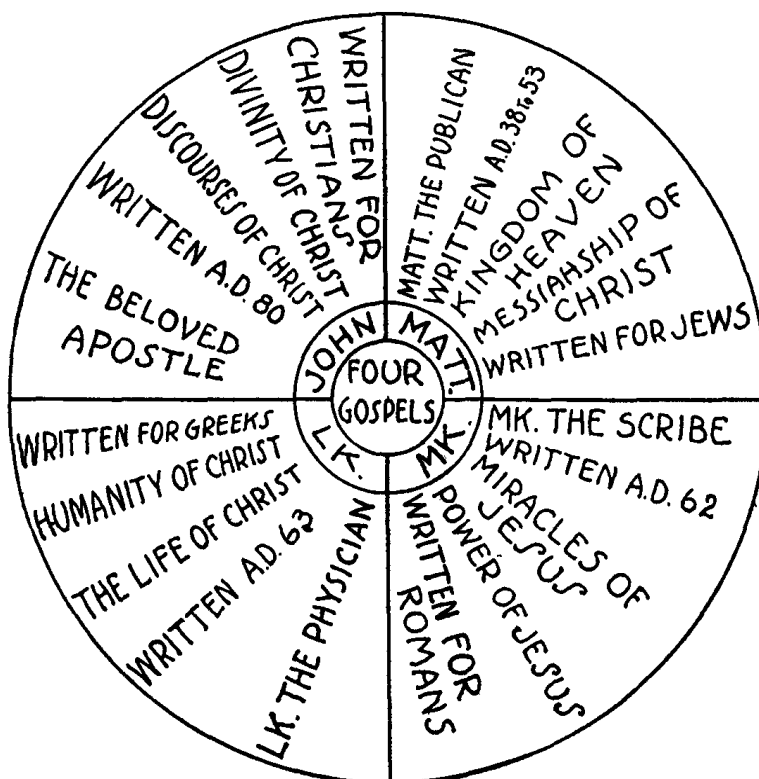 FOUR
GOSPELS
MATT.
MATT. THE PUBLICAN
WRITTEN A.D. 38 To 53
KINGDOM OF
HEAVEN
MESSIAHSHIP OF
CHRIST
WRITTEN FOR JEWS
MK.
MK. THE SCRIBE
WRITTEN A.D. 62
MIRACLES OF
JESUS
POWER OF JESUS
WRITTEN FOR
ROMANS
LK.
LK. THE PHYSICIAN
WRITTEN A.D. 63
THE LIFE OF CHRIST
HUMANITY OF CHRIST
WRITTEN FOR GREEKS
JOHN
THE BELOVED
APOSTLE
WRITTEN A.D. 80
DISCOURSES OF CHRIST
DIVINITY OF CHRIST
WRITTEN FOR
CHRISTIANS